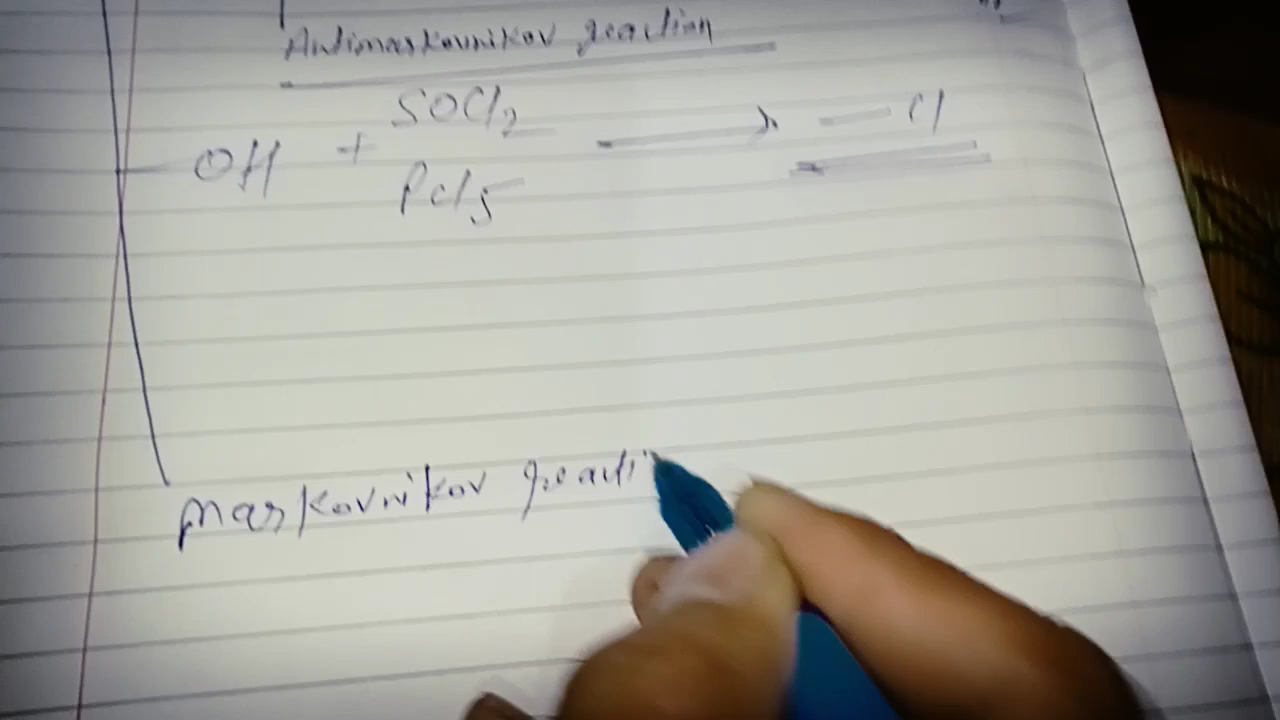 Antimarkovnikov reaction
SOCl2
— OH + → — Cl
PCl5
Markovnikov reacti